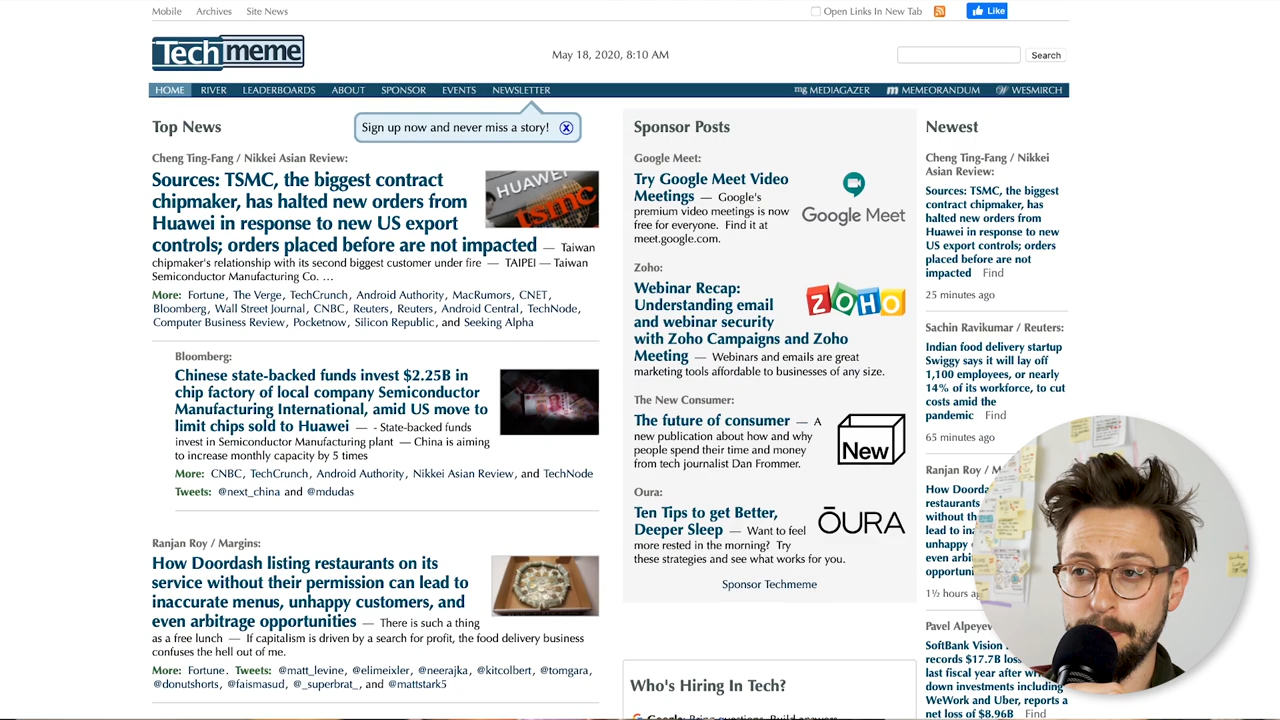 Mobile Archives Site News
Open Links In New Tab Like
Techmeme
May 18, 2020, 8:10 AM
Search
HOME RIVER LEADERBOARDS ABOUT SPONSOR EVENTS NEWSLETTER
mg MEDIAGAZER m MEMEORANDUM W WESMIRCH
Sign up now and never miss a story!
Top News
Cheng Ting-Fang / Nikkei Asian Review:
Sources: TSMC, the biggest contract
chipmaker, has halted new orders from
Huawei in response to new US export
controls; orders placed before are not impacted — Taiwan
chipmaker's relationship with its second biggest customer under fire — TAIPEI — Taiwan
Semiconductor Manufacturing Co. …
HUAWEI
tsmc
More: Fortune, The Verge, TechCrunch, Android Authority, MacRumors, CNET,
Bloomberg, Wall Street Journal, CNBC, Reuters, Reuters, Android Central, TechNode,
Computer Business Review, Pocketnow, Silicon Republic, and Seeking Alpha
Bloomberg:
Chinese state-backed funds invest $2.25B in
chip factory of local company Semiconductor
Manufacturing International, amid US move to
limit chips sold to Huawei — - State-backed funds
invest in Semiconductor Manufacturing plant — China is aiming
to increase monthly capacity by 5 times
More: CNBC, TechCrunch, Android Authority, Nikkei Asian Review, and TechNode
Tweets: @next_china and @mdudas
Ranjan Roy / Margins:
How Doordash listing restaurants on its
service without their permission can lead to
inaccurate menus, unhappy customers, and
even arbitrage opportunities — There is such a thing
as a free lunch — If capitalism is driven by a search for profit, the food delivery business
confuses the hell out of me.
More: Fortune. Tweets: @matt_levine, @elimeixler, @neerajka, @kitcolbert, @tomgara,
@donutshorts, @faismasud, @_superbrat_, and @mattstark5
Sponsor Posts
Google Meet:
Try Google Meet Video
Meetings — Google's
premium video meetings is now
free for everyone. Find it at
meet.google.com.
Google Meet
Zoho:
Webinar Recap:
Understanding email
and webinar security
with Zoho Campaigns and Zoho
Meeting — Webinars and emails are great
marketing tools affordable to businesses of any size.
ZOHO
The New Consumer:
The future of consumer — A
new publication about how and why
people spend their time and money
from tech journalist Dan Frommer.
New
Oura:
Ten Tips to get Better,
Deeper Sleep — Want to feel
more rested in the morning? Try
these strategies and see what works for you.
ŌURA
Sponsor Techmeme
Who's Hiring In Tech?
Newest
Cheng Ting-Fang / Nikkei
Asian Review:
Sources: TSMC, the biggest
contract chipmaker, has
halted new orders from
Huawei in response to new
US export controls; orders
placed before are not
impacted Find
25 minutes ago
Sachin Ravikumar / Reuters:
Indian food delivery startup
Swiggy says it will lay off
1,100 employees, or nearly
14% of its workforce, to cut
costs amid the
pandemic Find
65 minutes ago
Ranjan Roy / M
How Doorda
restaurants
without th
lead to ina
unhappy
even arbi
opportun
1½ hours ag
Pavel Alpeyev
SoftBank Vision
records $17.7B loss
last fiscal year after wr
down investments including
WeWork and Uber, reports a
net loss of $8.96B Find